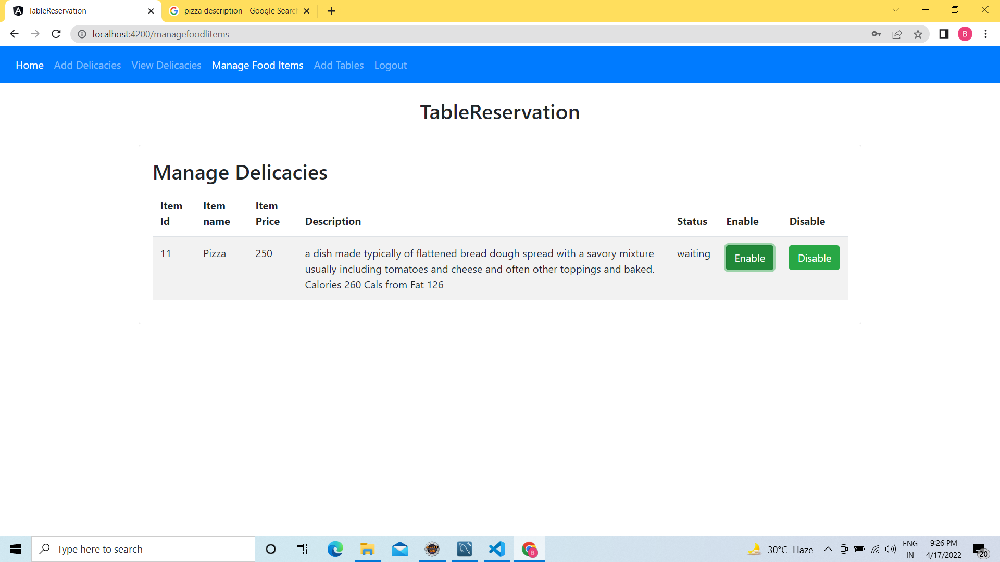 TableReservation
pizza description - Google Search
localhost:4200/managefoodlitems
B
Home Add Delicacies View Delicacies Manage Food Items Add Tables Logout
TableReservation
Manage Delicacies
Item Id Item name Item Price Description Status Enable Disable
11 Pizza 250 a dish made typically of flattened bread dough spread with a savory mixture waiting Enable Disable
usually including tomatoes and cheese and often other toppings and baked.
Calories 260 Cals from Fat 126
Type here to search
B
30°C Haze
ENG
IN
9:26 PM
4/17/2022
20